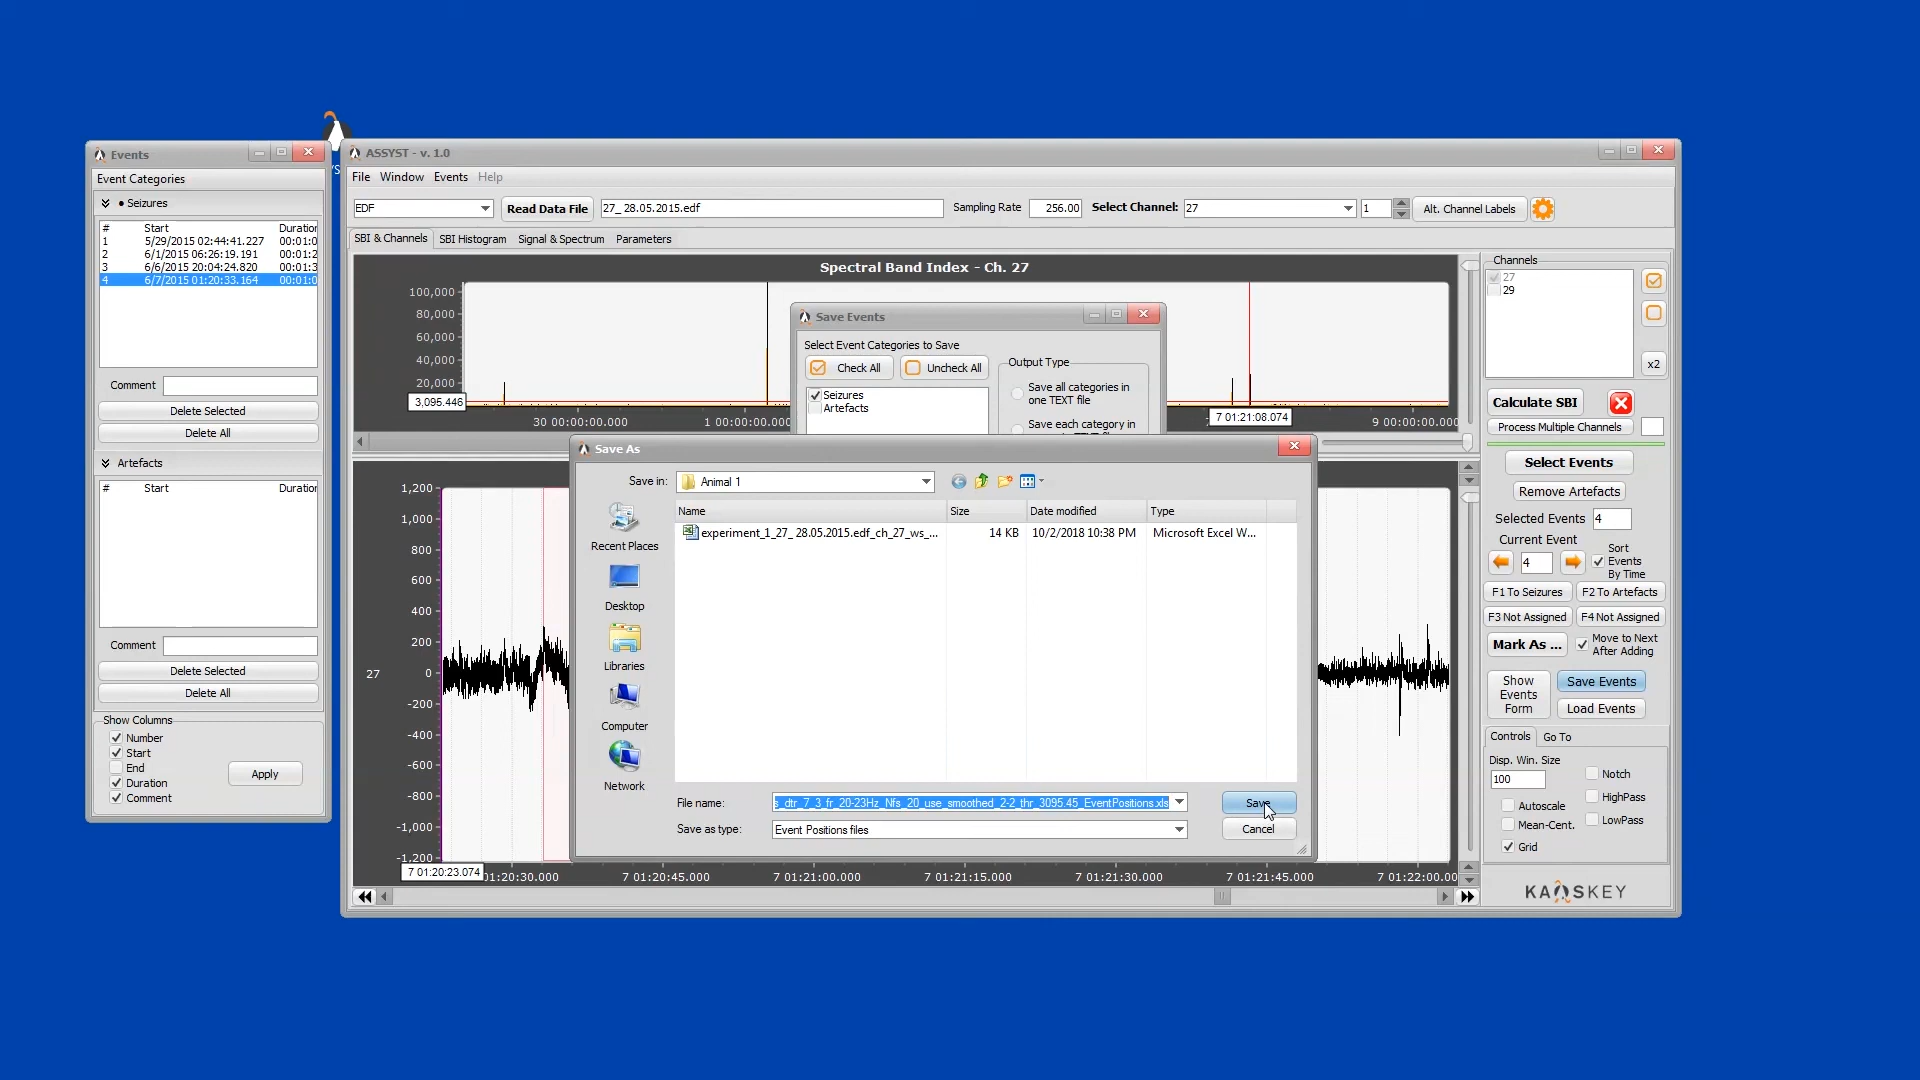 Events
Event Categories
Seizures
# Start Duration
1 5/29/2015 02:44:41.227 00:01:0
2 6/1/2015 06:26:19.191 00:01:2
3 6/6/2015 20:04:24.820 00:01:3
4 6/7/2015 01:20:33.164 00:01:0
Comment
Delete Selected
Delete All
Artefacts
# Start Duration
Comment
Delete Selected
Delete All
Show Columns
Number
Start
End
Duration
Comment
Apply
ASSYST - v. 1.0
File Window Events Help
EDF Read Data File 27_ 28.05.2015.edf Sampling Rate 256.00 Select Channel: 27 1 Alt. Channel Labels
SBI & Channels SBI Histogram Signal & Spectrum Parameters
Spectral Band Index - Ch. 27
100,000
80,000
60,000
40,000
20,000
3,095.446
30 00:00:00.000 1 00:00:00.000 9 00:00:00.000
7 01:21:08.074
Save Events
Select Event Categories to Save
Check All Uncheck All
Seizures
Artefacts
Output Type
Save all categories in
one TEXT file
Save each category in
Save As
Save in: Animal 1
Name Size Date modified Type
experiment_1_27_ 28.05.2015.edf_ch_27_ws_... 14 KB 10/2/2018 10:38 PM Microsoft Excel W...
Recent Places
Desktop
Libraries
Computer
Network
File name: s_dtr_7_3_fr_20-23Hz_Nfs_20_use_smoothed_2-2_thr_3095.45_EventPositions.xls Save
Save as type: Event Positions files Cancel
27
1,200
1,000
800
600
400
200
0
-200
-400
-600
-800
-1,000
-1,200
7 01:20:23.074
01:20:30.000 7 01:20:45.000 7 01:21:00.000 7 01:21:15.000 7 01:21:30.000 7 01:21:45.000 7 01:22:00.00
Channels
27
29
x2
Calculate SBI
Process Multiple Channels
Select Events
Remove Artefacts
Selected Events 4
Current Event
4
Sort
Events
By Time
F1 To Seizures F2 To Artefacts
F3 Not Assigned F4 Not Assigned
Mark As ... Move to Next
After Adding
Show
Events
Form
Save Events
Load Events
Controls Go To
Disp. Win. Size
100
Notch
HighPass
LowPass
Autoscale
Mean-Cent.
Grid
KAOSKEY